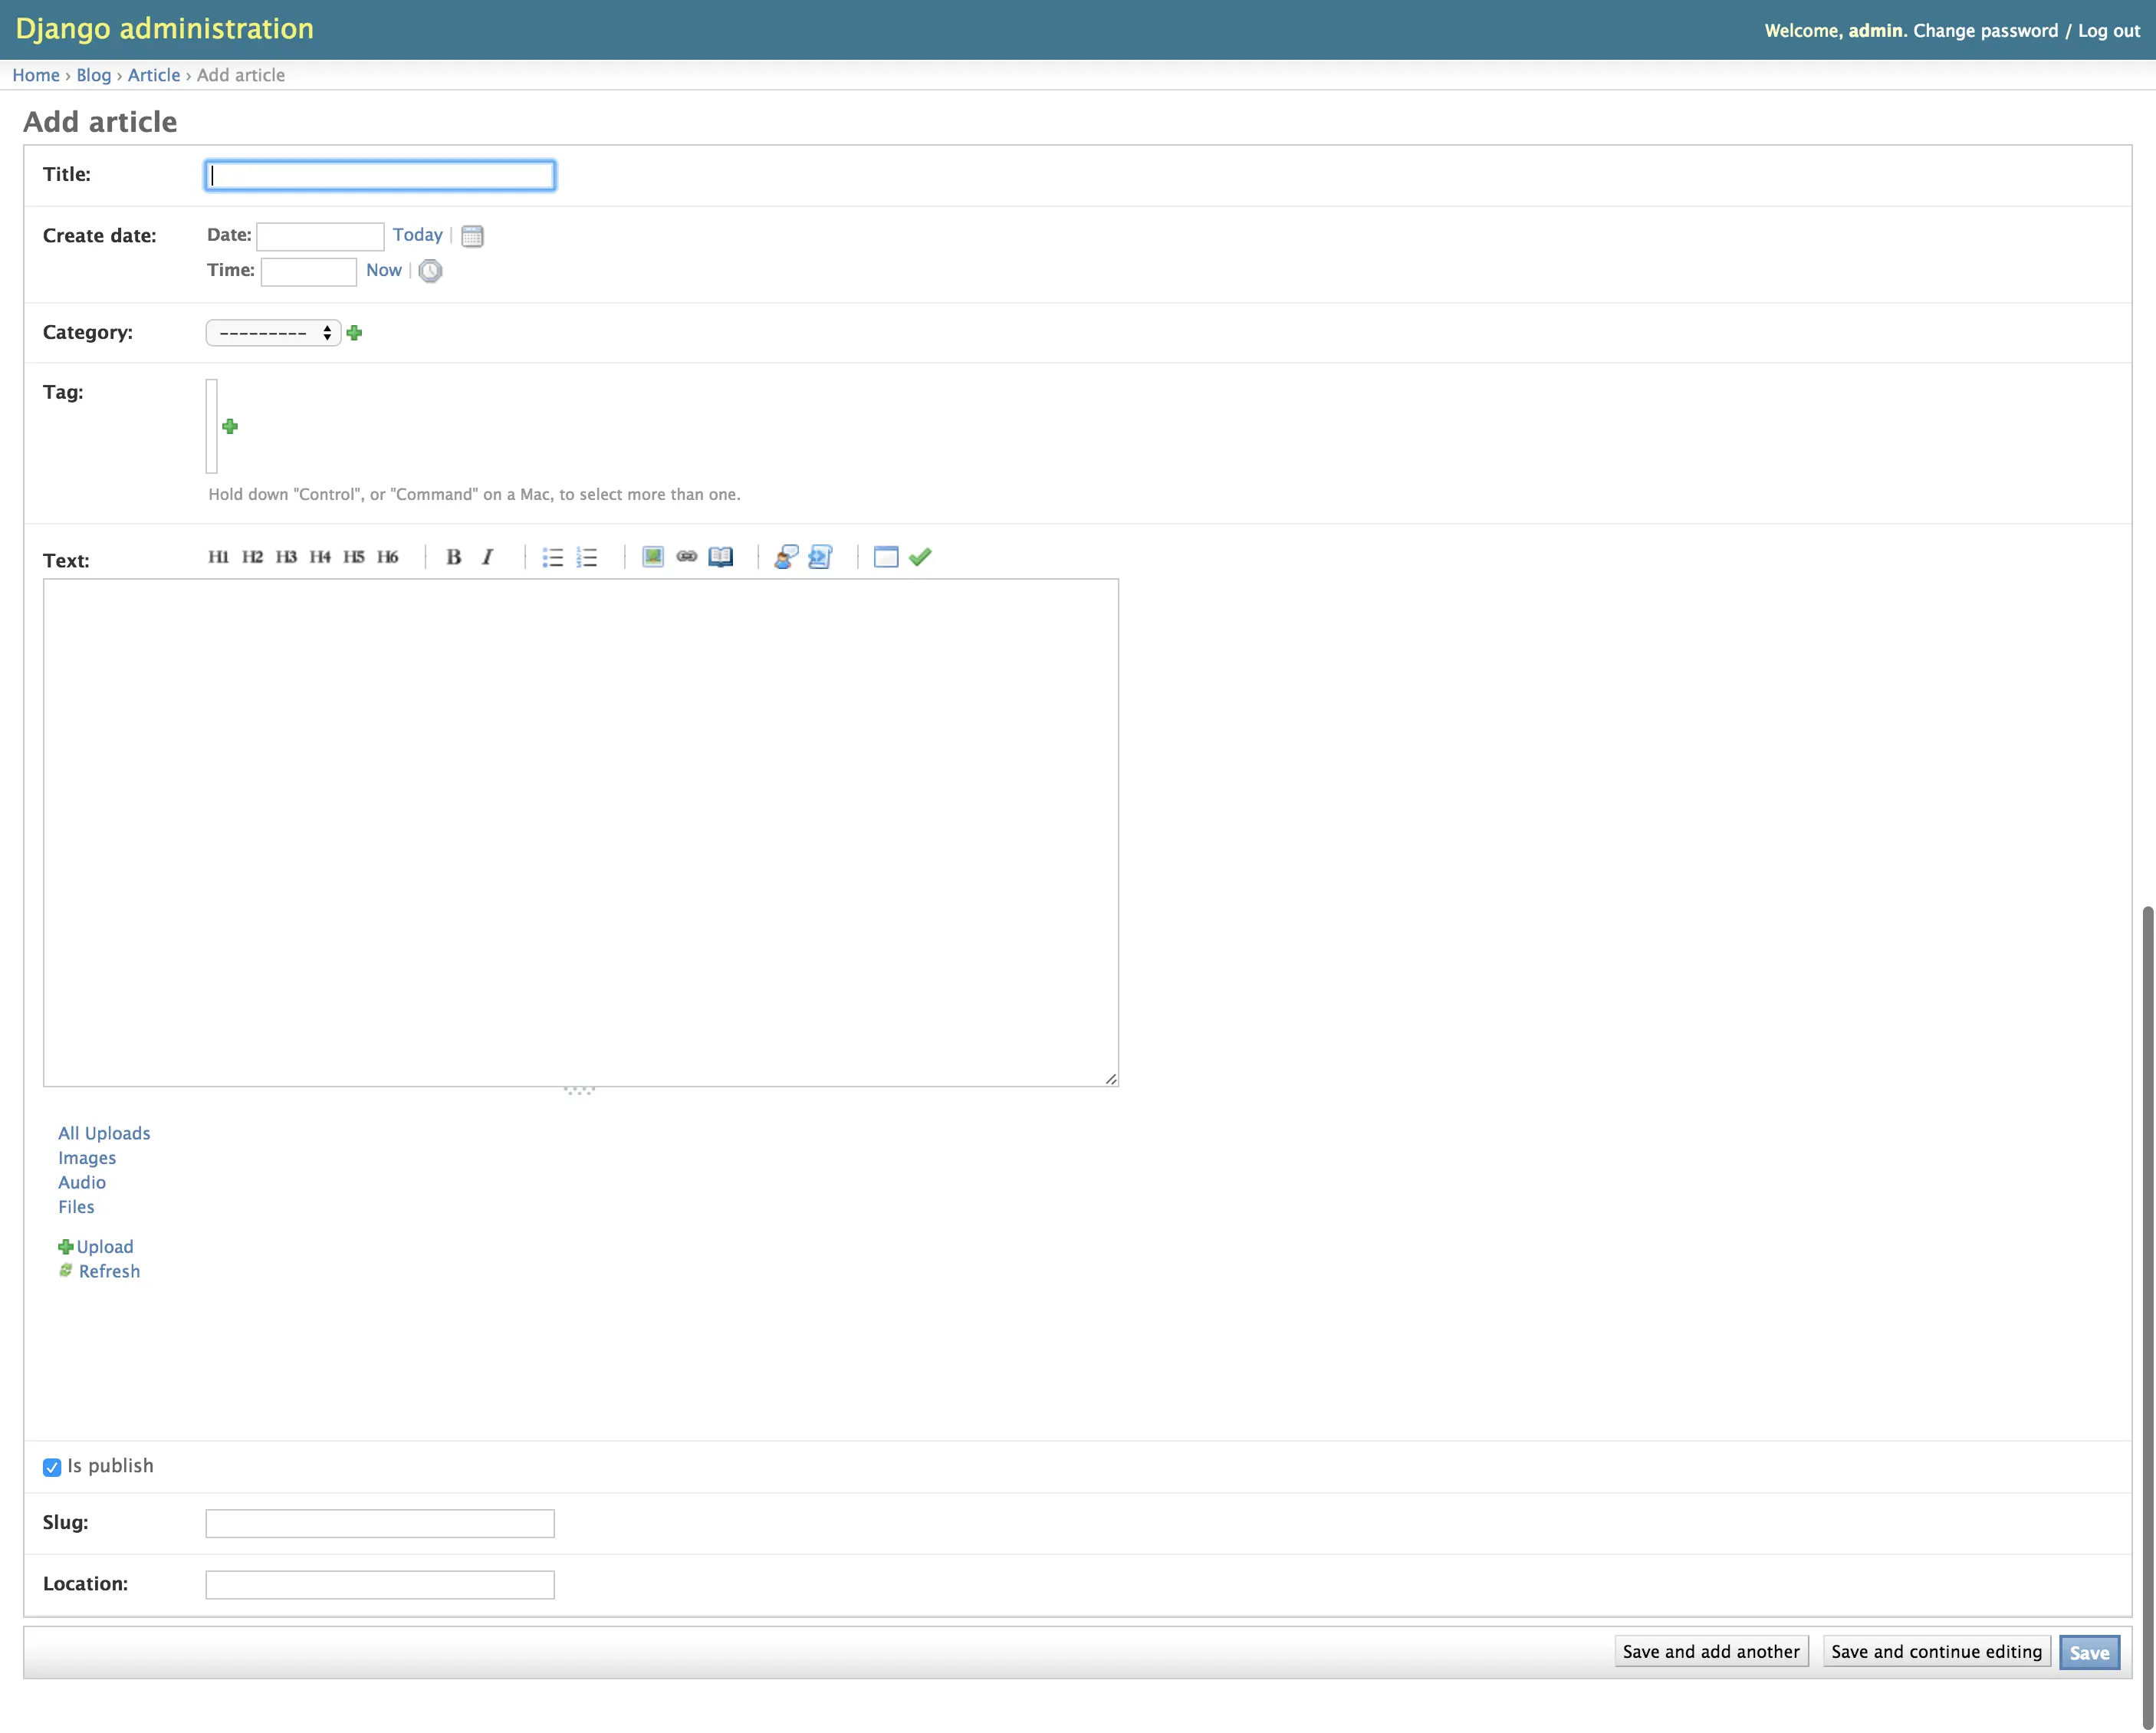 Django administration
Welcome, admin. Change password / Log out
Home › Blog › Article › Add article
Add article
Title:
Create date:
Date:
Today |
Time:
Now |
Category:
---------
Tag:
Hold down "Control", or "Command" on a Mac, to select more than one.
Text:
H1 H2 H3 H4 H5 H6 B I
All Uploads
Images
Audio
Files
Upload
Refresh
Is publish
Slug:
Location:
Save and add another
Save and continue editing
Save